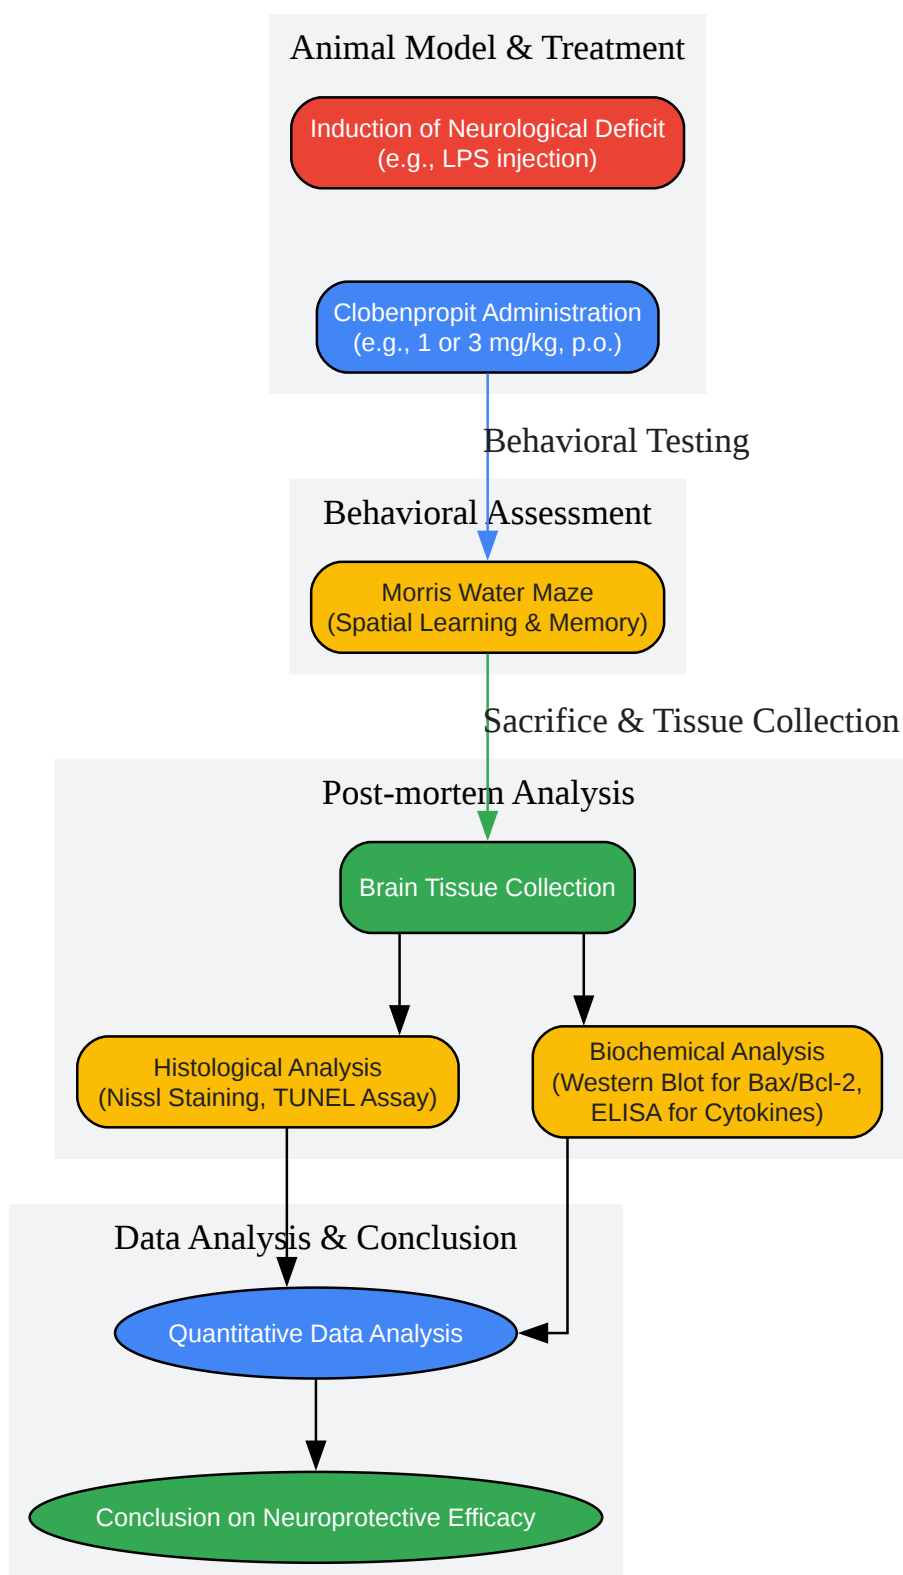 Animal Model & Treatment
Induction of Neurological Deficit
(e.g., LPS injection)
Clobenpropit Administration
(e.g., 1 or 3 mg/kg, p.o.)
Behavioral Testing
Behavioral Assessment
Morris Water Maze
(Spatial Learning & Memory)
Sacrifice & Tissue Collection
Post-mortem Analysis
Brain Tissue Collection
Histological Analysis
(Nissl Staining, TUNEL Assay)
Biochemical Analysis
(Western Blot for Bax/Bcl-2,
ELISA for Cytokines)
Data Analysis & Conclusion
Quantitative Data Analysis
Conclusion on Neuroprotective Efficacy